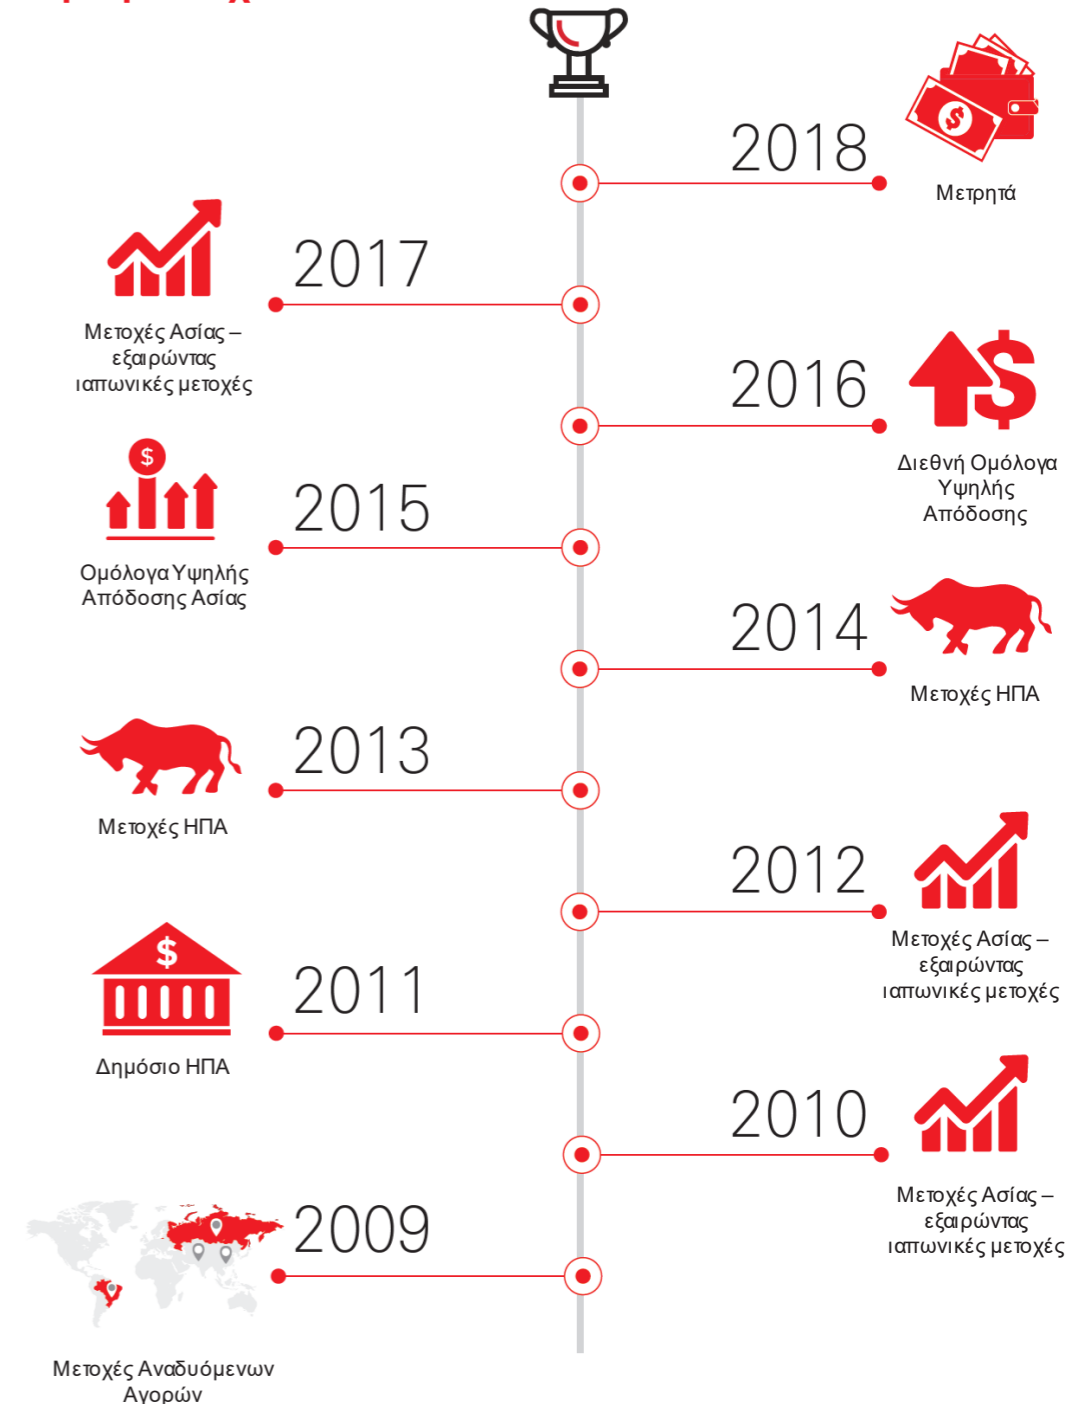 2018
Μετρητά
2017
Μετοχές Ασίας –
εξαιρώντας
ιαπωνικές μετοχές
2016
Διεθνή Ομόλογα
Υψηλής
Απόδοσης
$
2015
Ομόλογα Υψηλής
Απόδοσης Ασίας
2014
Μετοχές ΗΠΑ
2013
Μετοχές ΗΠΑ
2012
Μετοχές Ασίας –
εξαιρώντας
ιαπωνικές μετοχές
$
2011
Δημόσιο ΗΠΑ
2010
Μετοχές Ασίας –
εξαιρώντας
ιαπωνικές μετοχές
2009
Μετοχές Αναδυόμενων
Αγορών